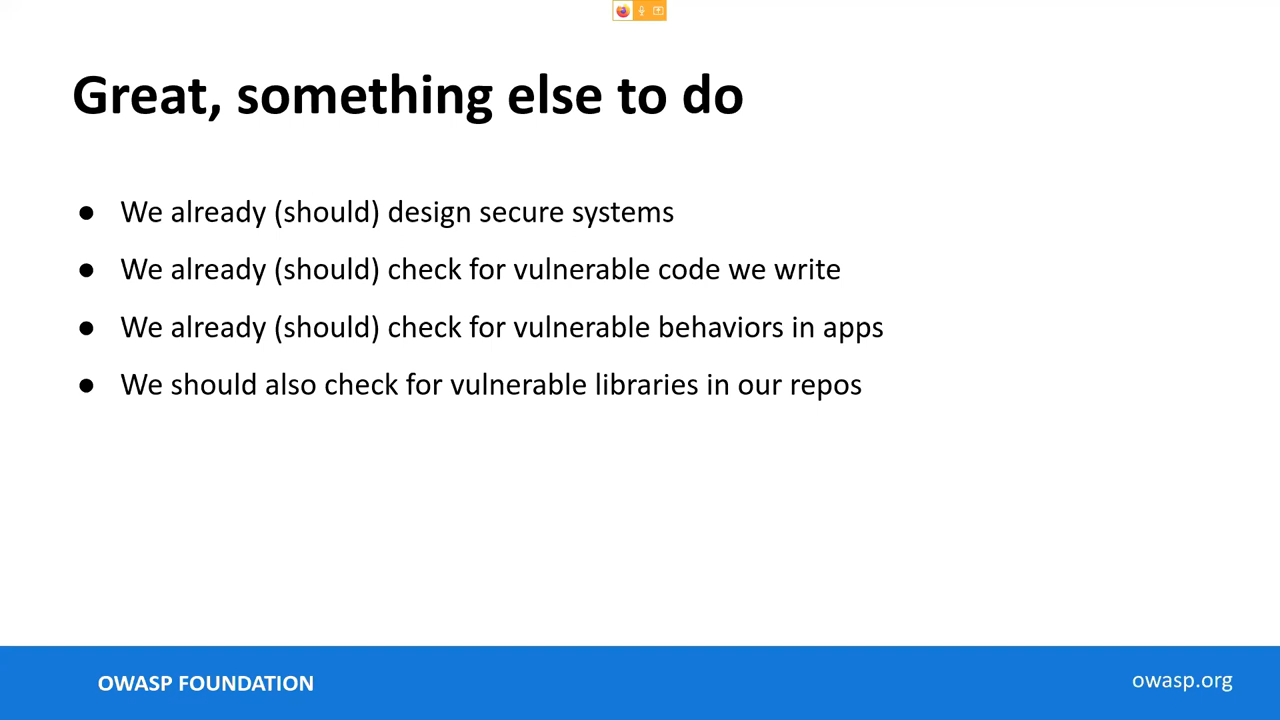 Great, something else to do
● We already (should) design secure systems
● We already (should) check for vulnerable code we write
● We already (should) check for vulnerable behaviors in apps
● We should also check for vulnerable libraries in our repos
OWASP FOUNDATION
owasp.org